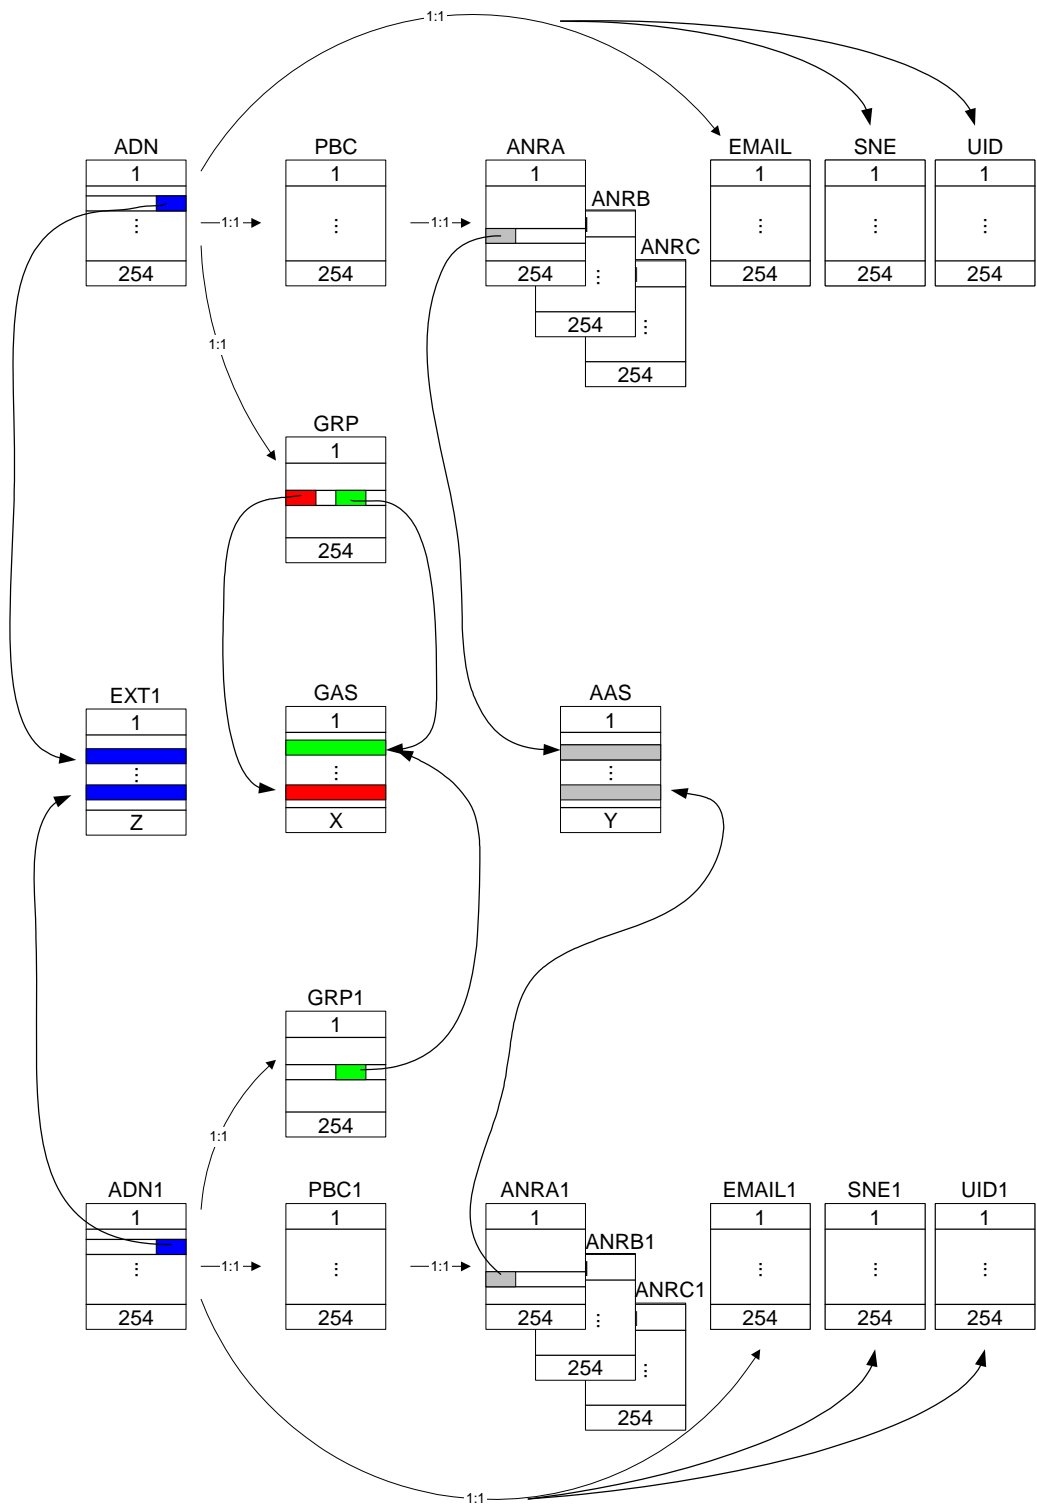 1:1
ADN
PBC
ANRA
EMAIL
SNE
UID
1
1
1
1
1
1
ANRB
⋮
1:1
⋮
1:1
⋮
⋮
⋮
ANRC
254
254
254
⋮
254
254
254
254
⋮
1:1
254
GRP
1
254
EXT1
GAS
AAS
1
1
1
⋮
⋮
⋮
Z
X
Y
GRP1
1
254
1:1
ADN1
PBC1
ANRA1
EMAIL1
SNE1
UID1
1
1
1
1
1
1
ANRB1
⋮
1:1
⋮
1:1
⋮
⋮
⋮
ANRC1
254
254
254
⋮
254
254
254
254
⋮
254
1:1